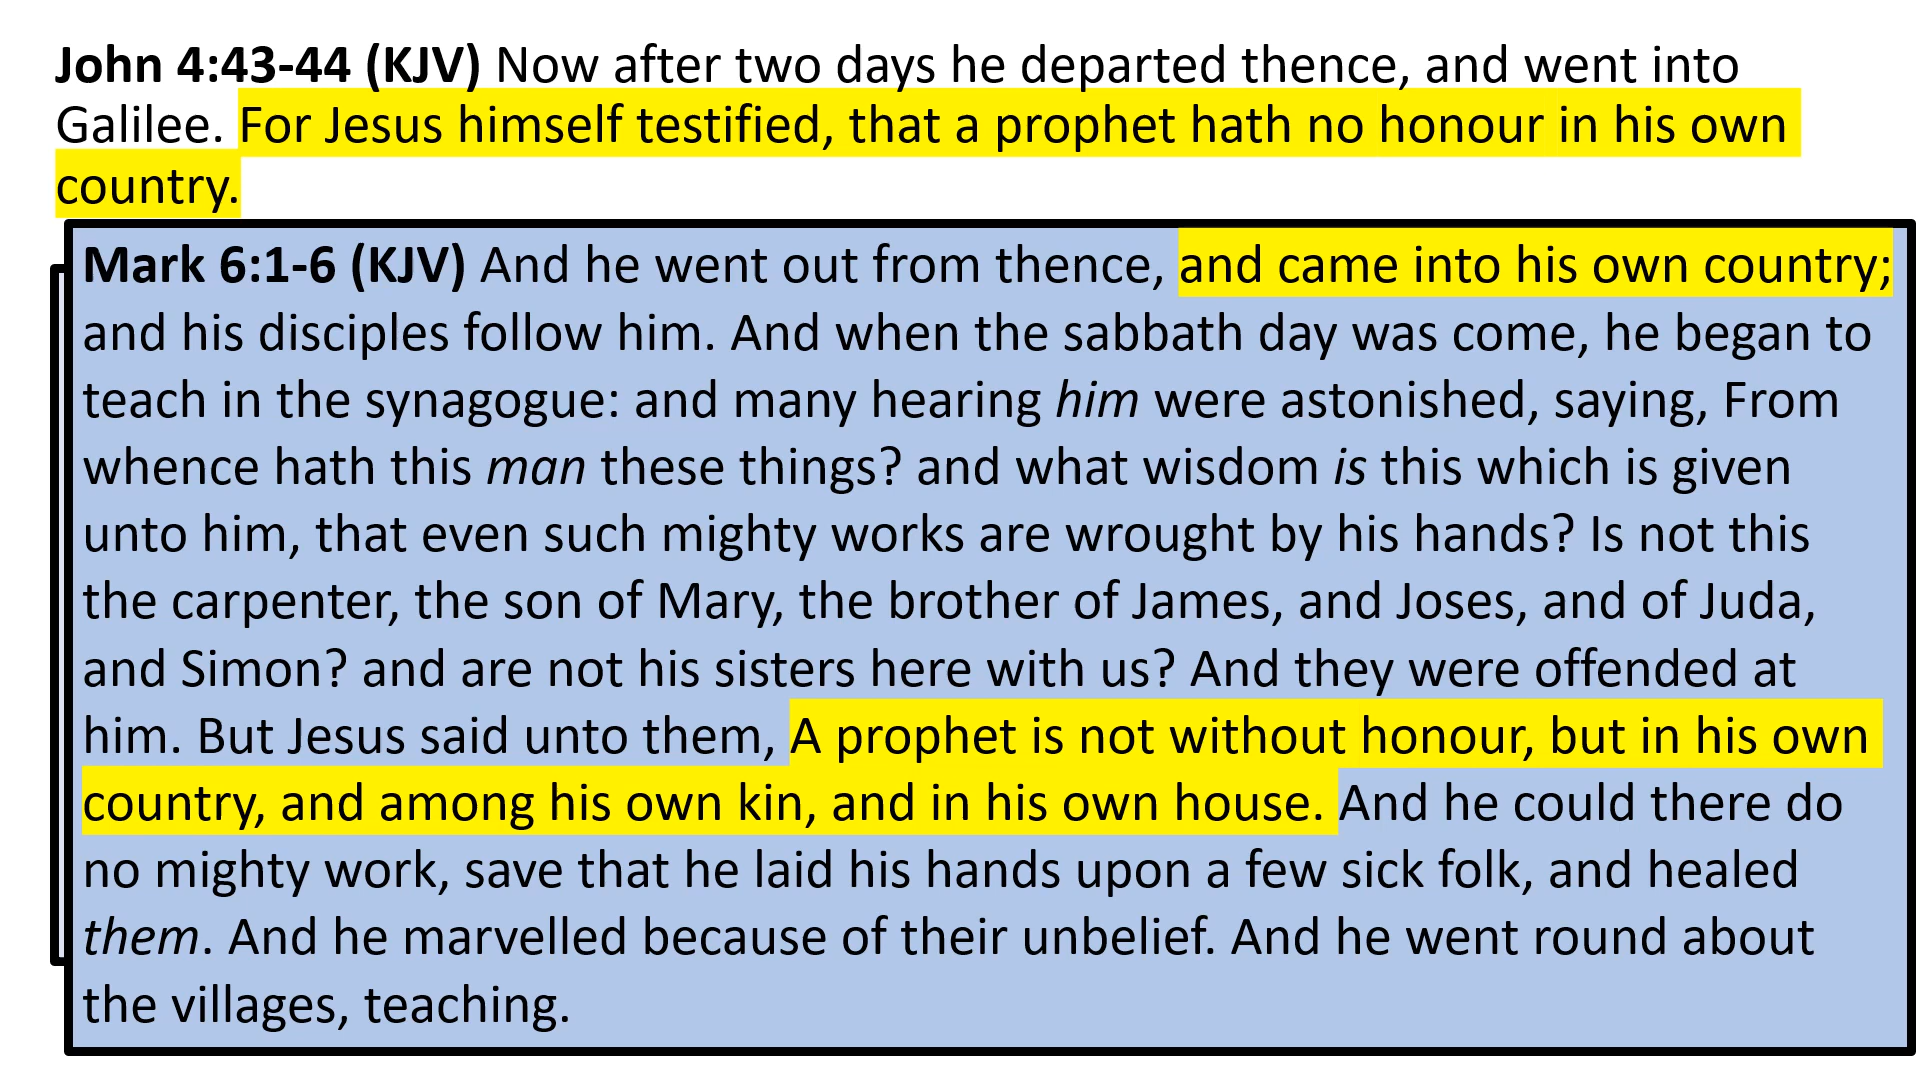 John 4:43-44 (KJV) Now after two days he departed thence, and went into
Galilee. For Jesus himself testified, that a prophet hath no honour in his own
country.
Mark 6:1-6 (KJV) And he went out from thence, and came into his own country;
and his disciples follow him. And when the sabbath day was come, he began to
teach in the synagogue: and many hearing him were astonished, saying, From
whence hath this man these things? and what wisdom is this which is given
unto him, that even such mighty works are wrought by his hands? Is not this
the carpenter, the son of Mary, the brother of James, and Joses, and of Juda,
and Simon? and are not his sisters here with us? And they were offended at
him. But Jesus said unto them, A prophet is not without honour, but in his own
country, and among his own kin, and in his own house. And he could there do
no mighty work, save that he laid his hands upon a few sick folk, and healed
them. And he marvelled because of their unbelief. And he went round about
the villages, teaching.